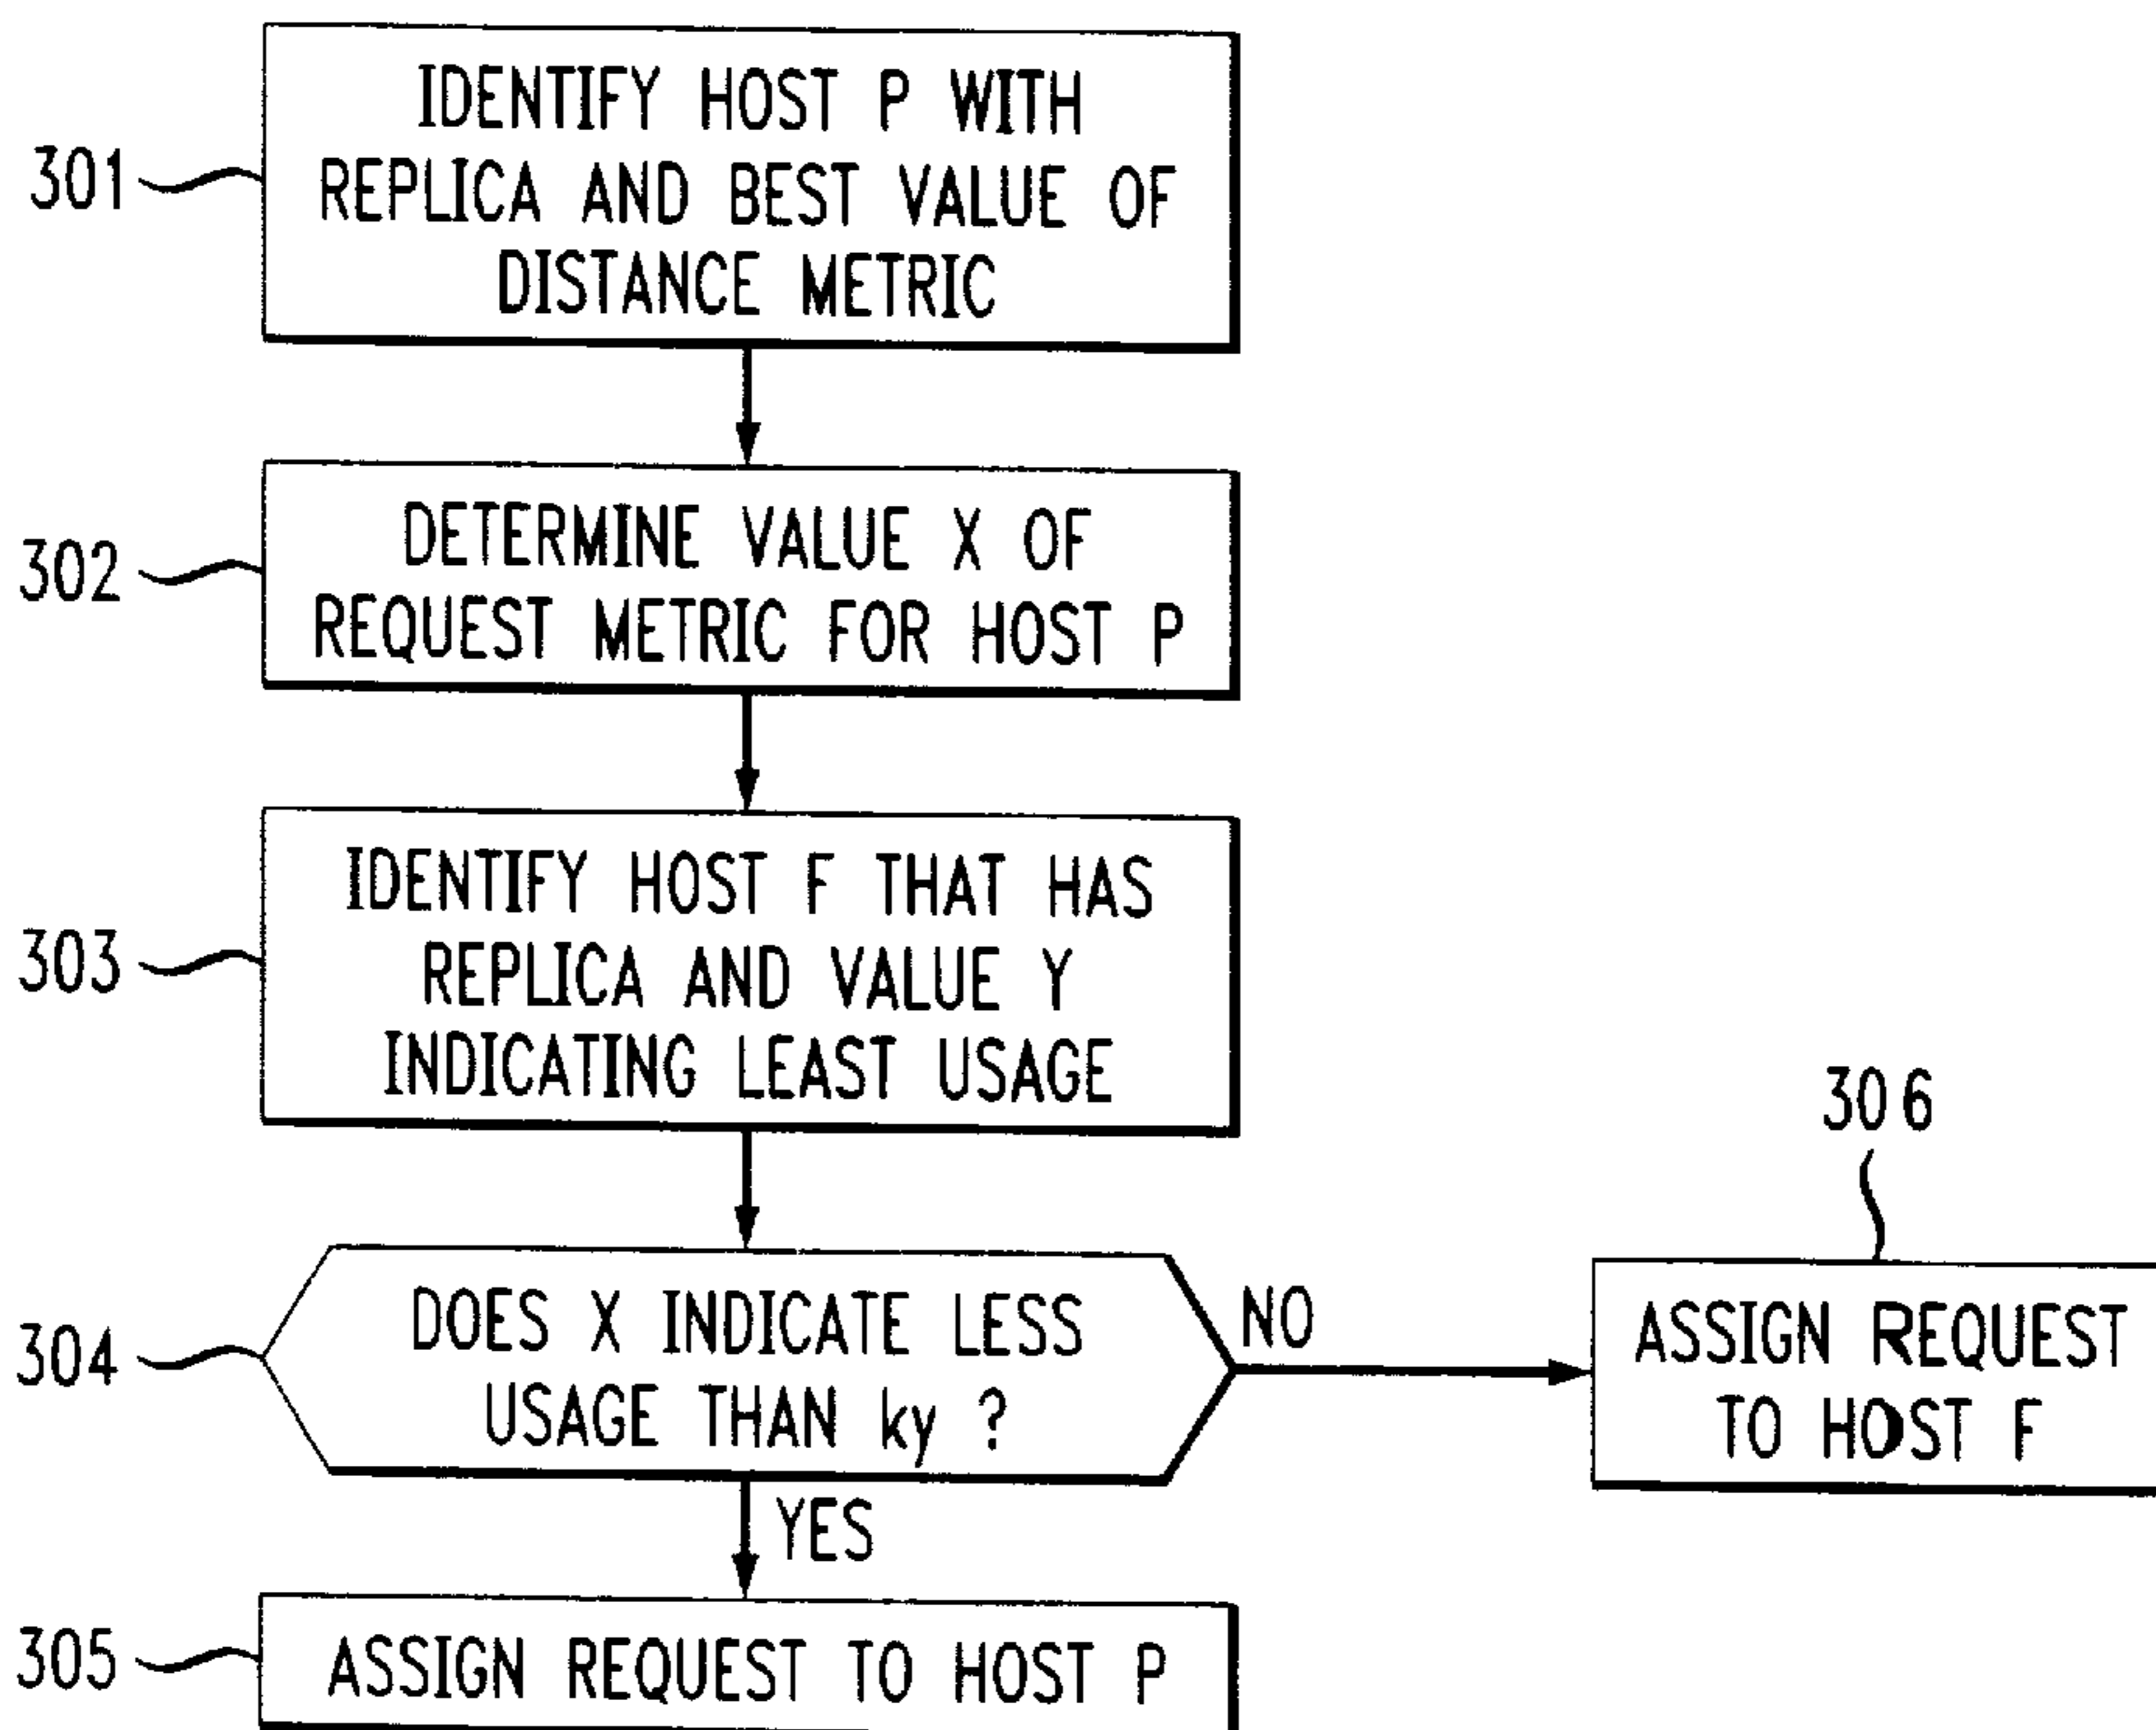 301
IDENTIFY HOST P WITH
REPLICA AND BEST VALUE OF
DISTANCE METRIC
302
DETERMINE VALUE X OF
REQUEST METRIC FOR HOST P
303
IDENTIFY HOST F THAT HAS
REPLICA AND VALUE Y
INDICATING LEAST USAGE
304
DOES X INDICATE LESS
USAGE THAN ky ?
NO
306
ASSIGN REQUEST
TO HOST F
YES
305
ASSIGN REQUEST TO HOST P